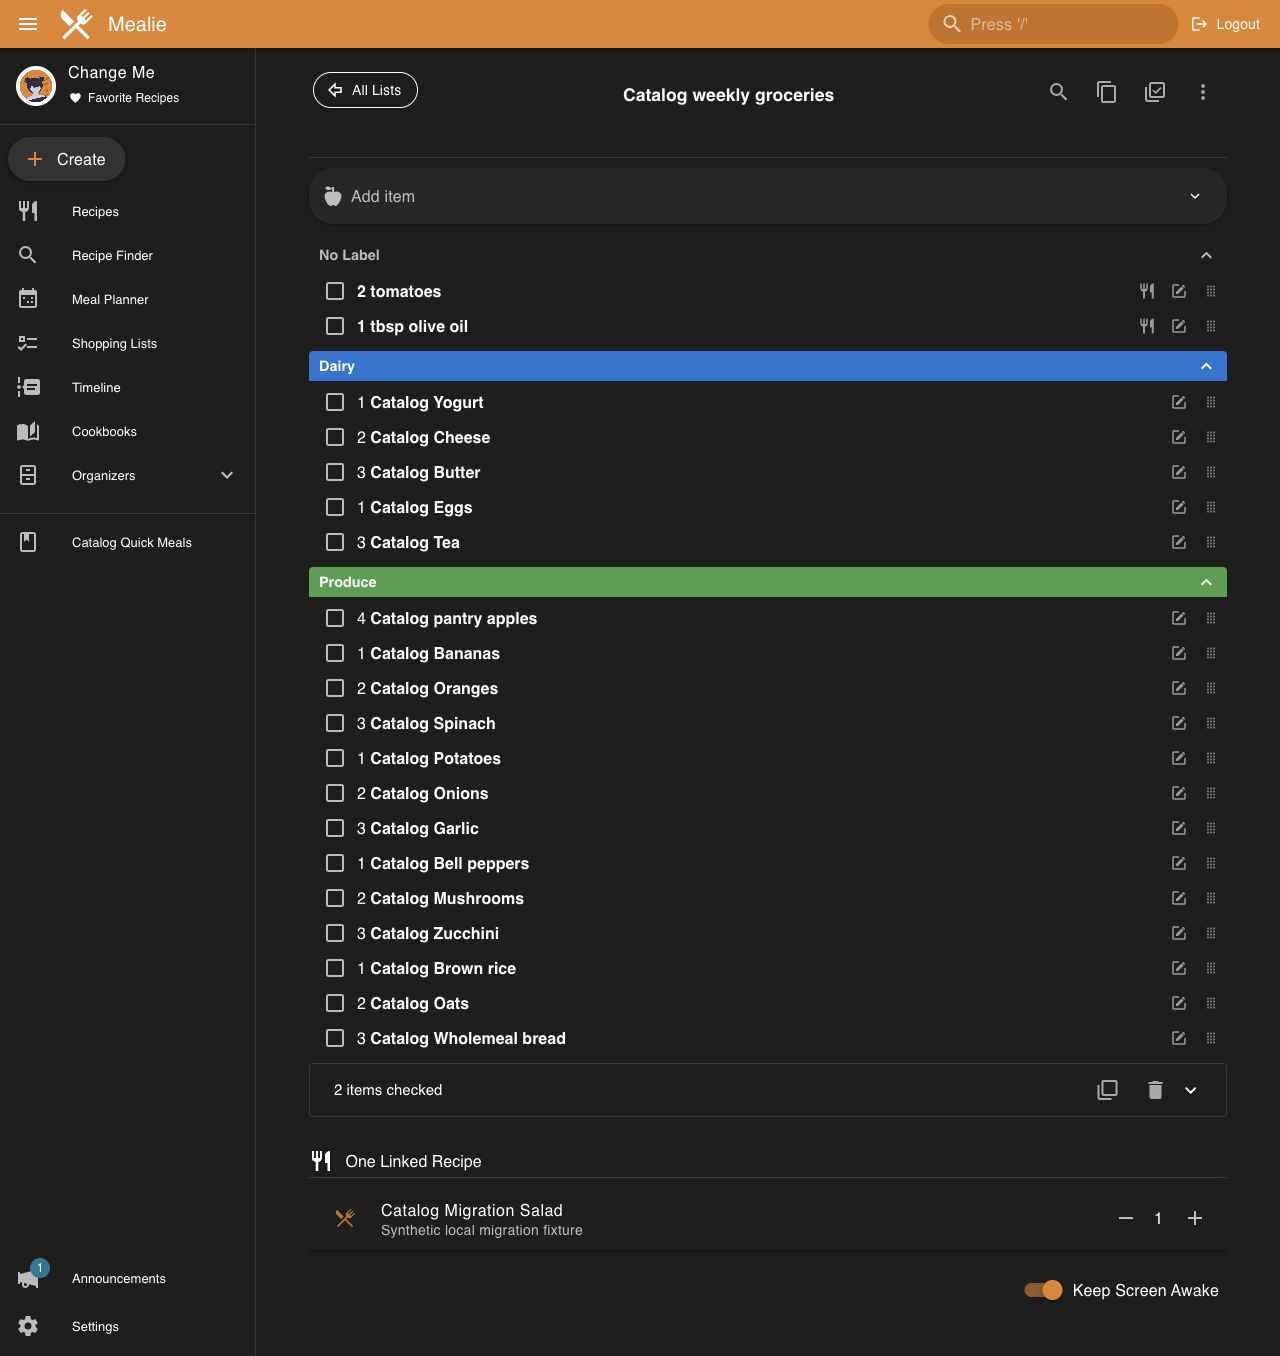 Mealie
Press '/'
Logout
Change Me
Favorite Recipes
Create
Recipes
Recipe Finder
Meal Planner
Shopping Lists
Timeline
Cookbooks
Organizers
Catalog Quick Meals
1
Announcements
Settings
All Lists
Catalog weekly groceries
Add item
No Label
2 tomatoes
1 tbsp olive oil
Dairy
1 Catalog Yogurt
2 Catalog Cheese
3 Catalog Butter
1 Catalog Eggs
3 Catalog Tea
Produce
4 Catalog pantry apples
1 Catalog Bananas
2 Catalog Oranges
3 Catalog Spinach
1 Catalog Potatoes
2 Catalog Onions
3 Catalog Garlic
1 Catalog Bell peppers
2 Catalog Mushrooms
3 Catalog Zucchini
1 Catalog Brown rice
2 Catalog Oats
3 Catalog Wholemeal bread
2 items checked
One Linked Recipe
Catalog Migration Salad
Synthetic local migration fixture
1
Keep Screen Awake